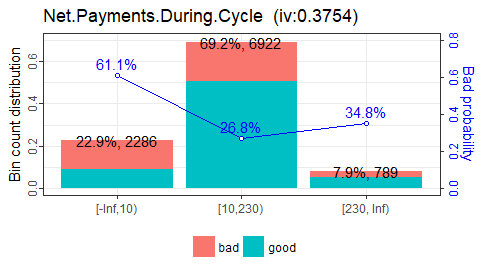 Net.Payments.During.Cycle (iv:0.3754)
Bin count distribution
0.0
0.2
0.4
0.6
61.1%
69.2%, 6922
26.8%
34.8%
22.9%, 2286
7.9%, 789
0.0
0.2
0.4
0.6
0.8
Bad probability
[-Inf,10)
[10,230)
[230, Inf)
bad
good